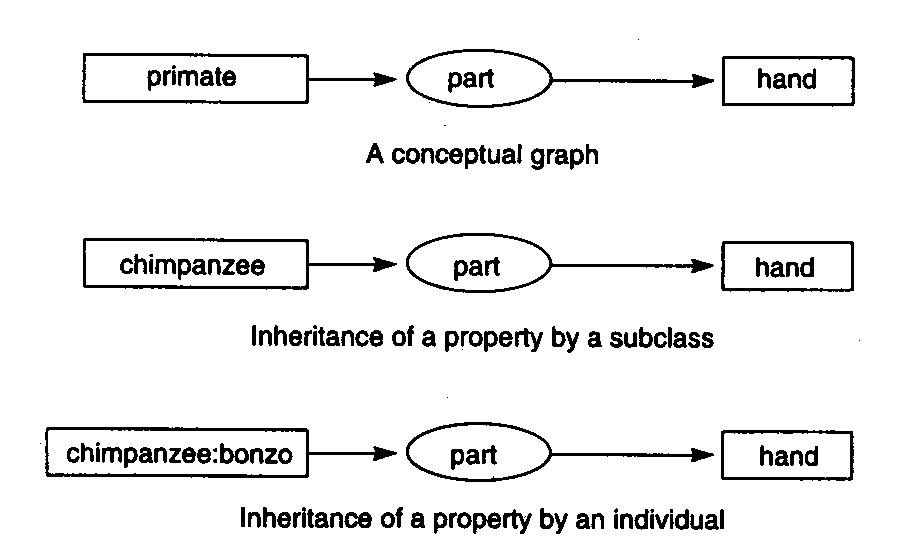 primate part hand
A conceptual graph
chimpanzee part hand
Inheritance of a property by a subclass
chimpanzee:bonzo part hand
Inheritance of a property by an individual